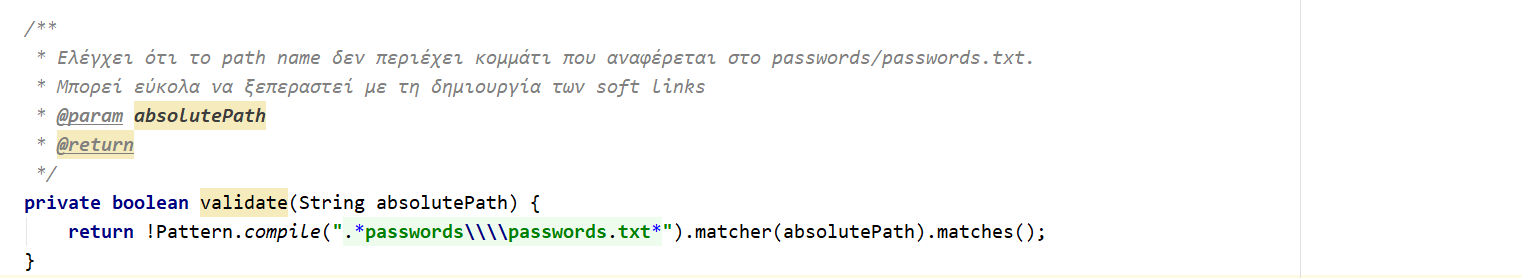 /**
 * Ελέγχει ότι το path name δεν περιέχει κομμάτι που αναφέρεται στο passwords/passwords.txt.
 * Μπορεί εύκολα να ξεπεραστεί με τη δημιουργία των soft links
 * @param absolutePath
 * @return
 */
private boolean validate(String absolutePath) {
    return !Pattern.compile(".*passwords\\\\passwords.txt*").matcher(absolutePath).matches();
}